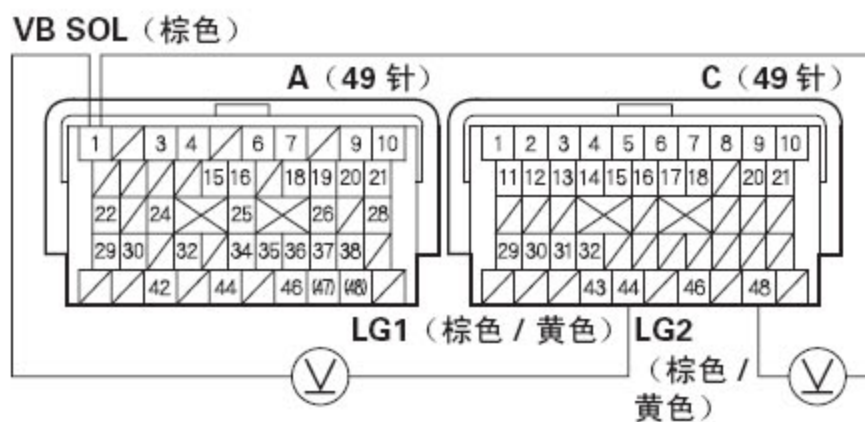 VB SOL（棕色）
A（49 针） C（49 针）
1 3 4 6 7 9 10 1 2 3 4 5 6 7 8 9 10
15 16 18 19 20 21 11 12 13 14 15 16 17 18 20 21
22 24 25 26 28
29 30 32 34 35 36 37 38 29 30 31 32
42 44 46 (47) (48) 43 44 46 48
LG1（棕色 / 黄色） LG2
（棕色 /
黄色）
V V